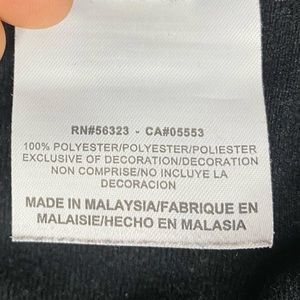 RN#56323 - CA#05553
100% POLYESTER/POLYESTER/POLIESTER
EXCLUSIVE OF DECORATION/DECORATION
NON COMPRISE/NO INCLUYE LA
DECORACION
MADE IN MALAYSIA/FABRIQUE EN
MALAISIE/HECHO EN MALASIA